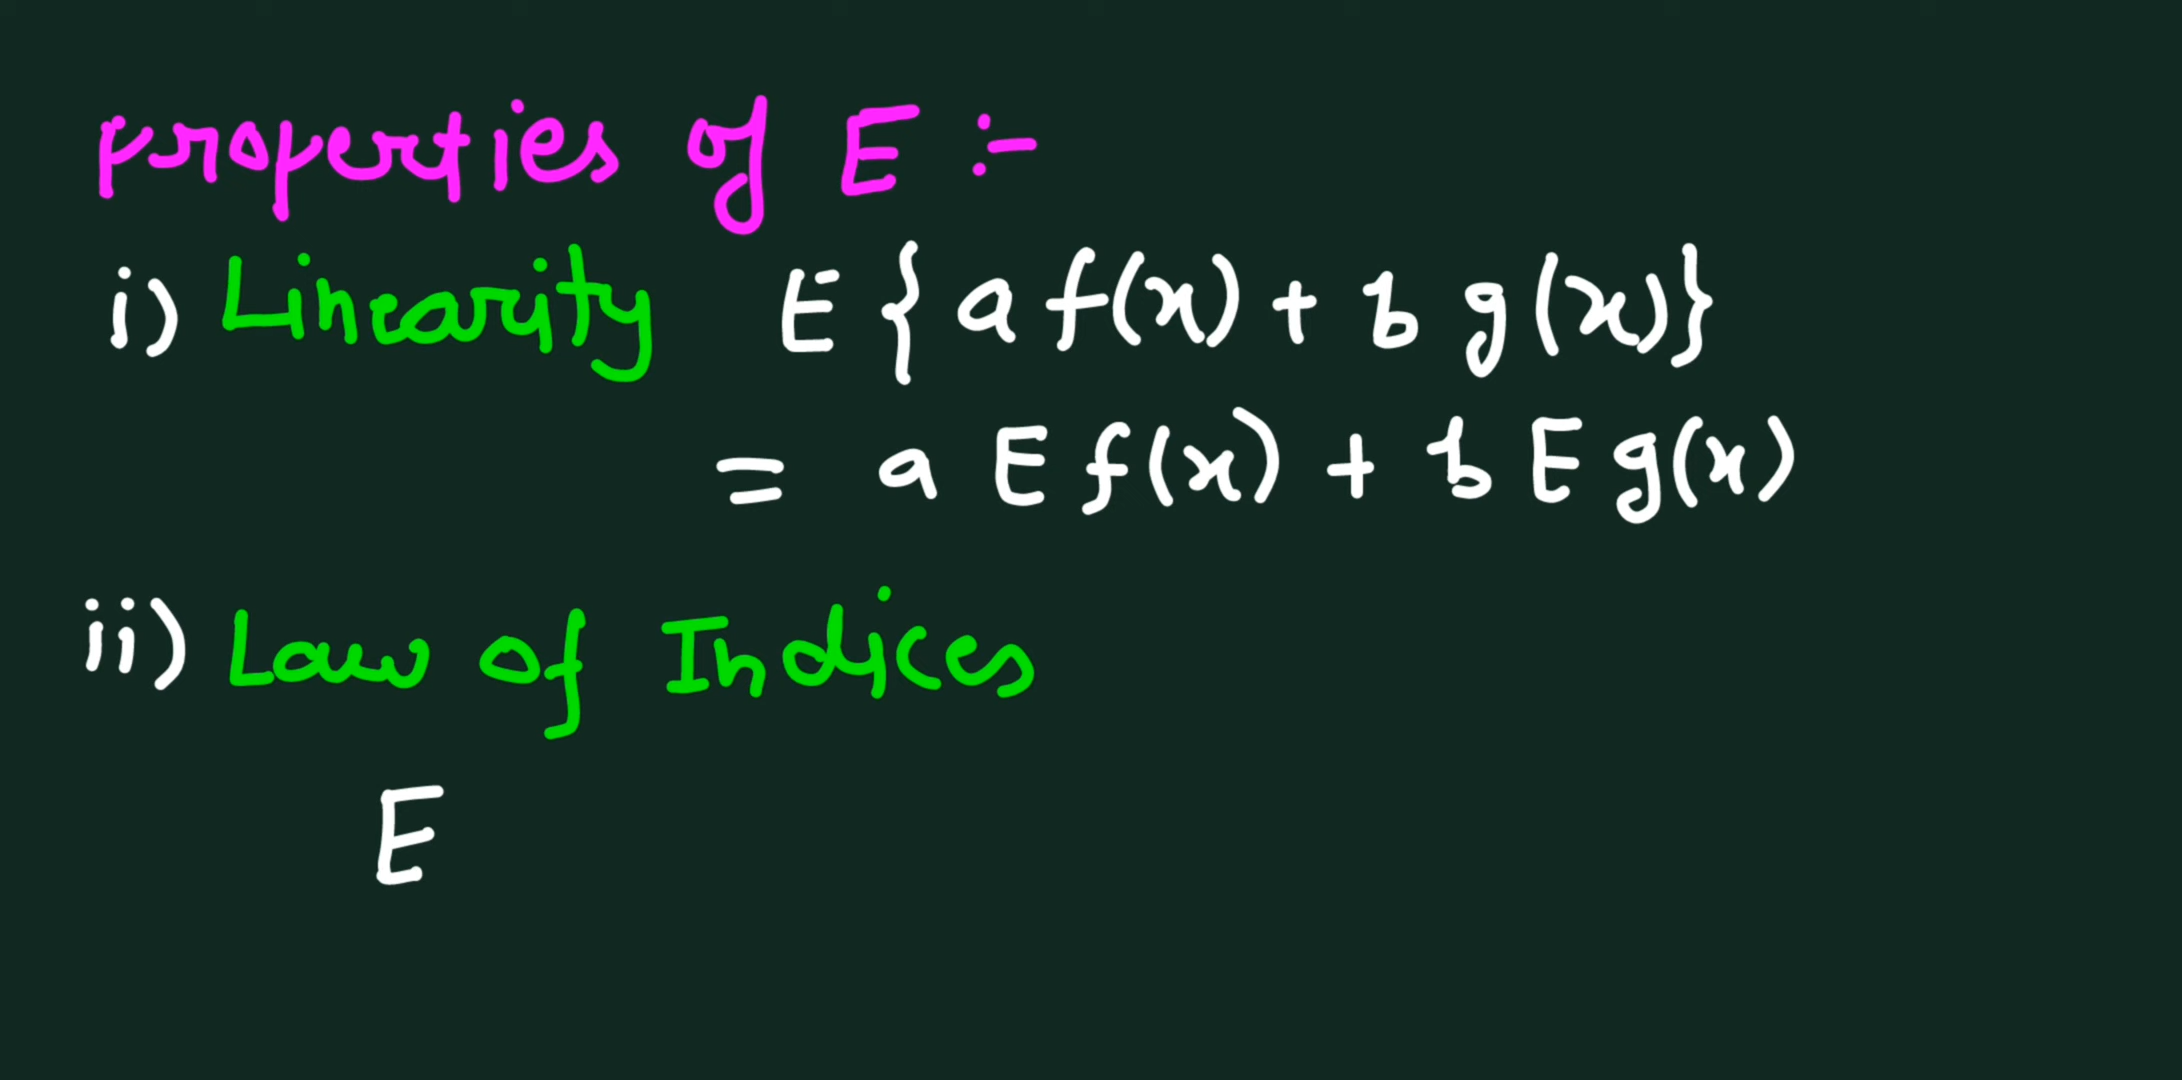 properties of E :-
i) Linearity E { a f(x) + b g(x)}
= a E f(x) + b E g(x)
ii) Law of Indices
E